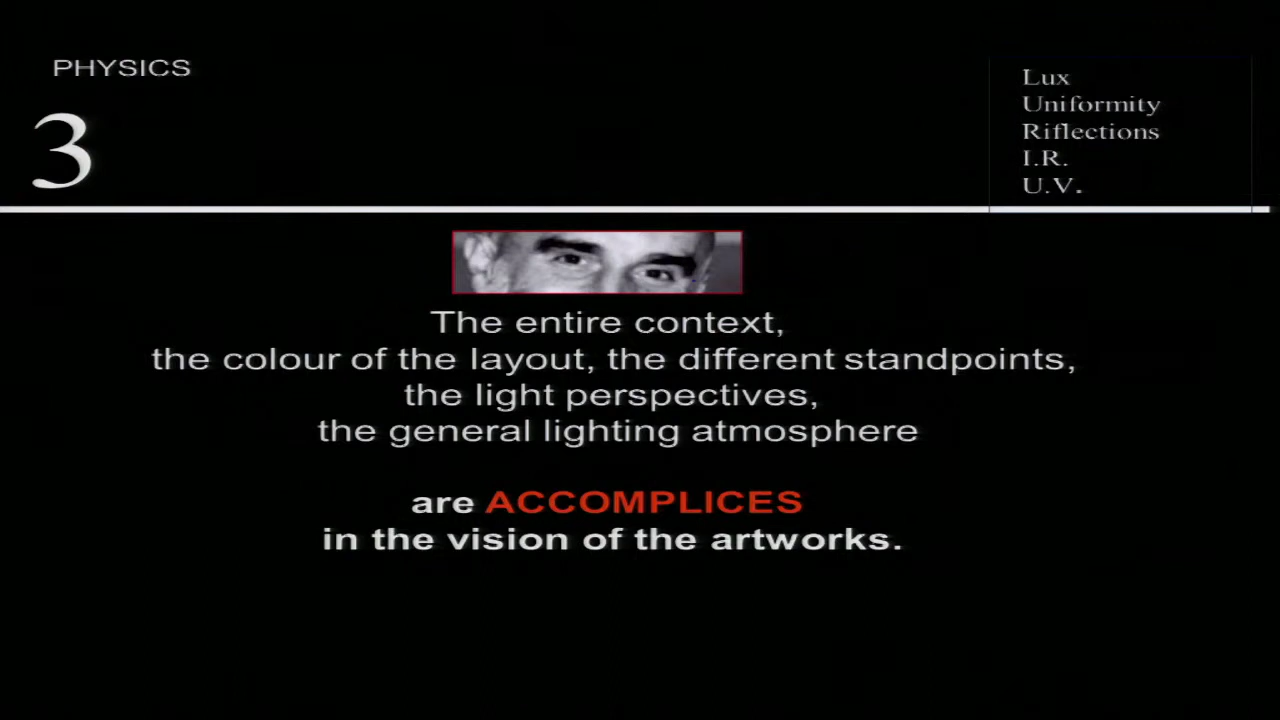 PHYSICS
3
Lux
Uniformity
Riflections
I.R.
U.V.
The entire context,
the colour of the layout, the different standpoints,
the light perspectives,
the general lighting atmosphere
are ACCOMPLICES
in the vision of the artworks.